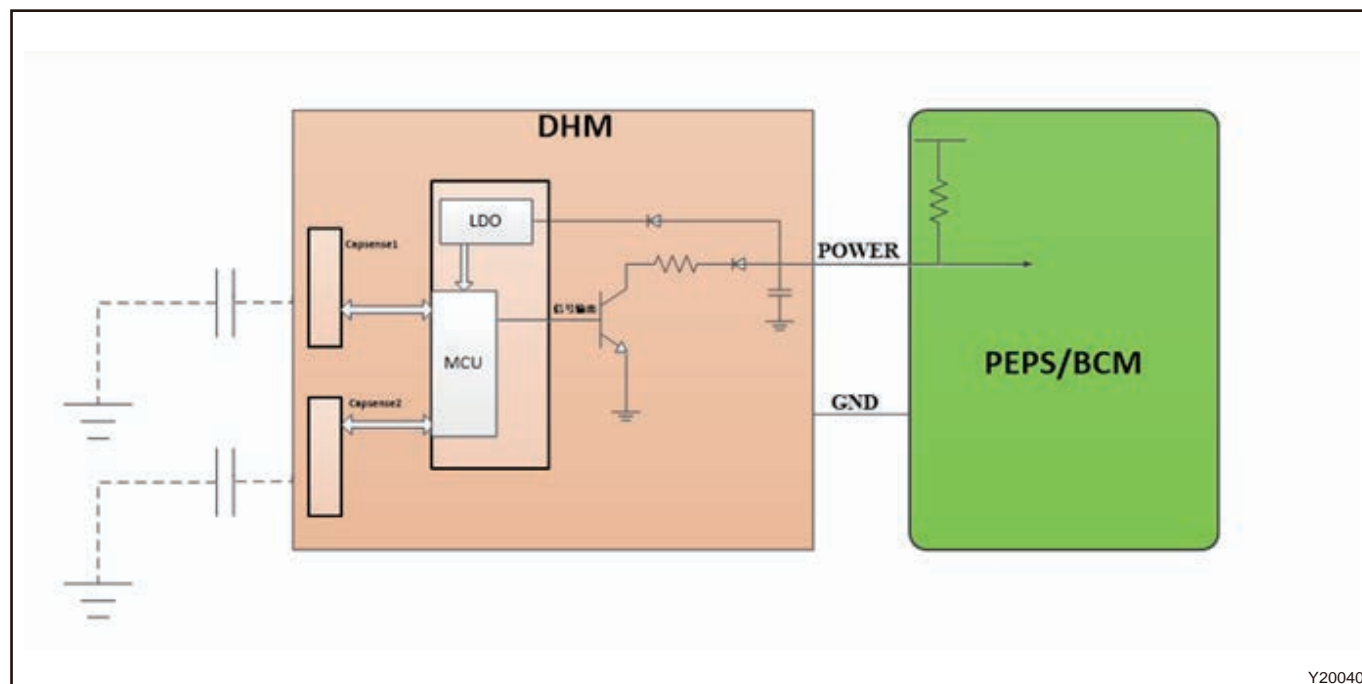 DHM
LDO
Capsense1
POWER
信号输出
MCU
PEPS/BCM
Capsense2
GND
Y20040